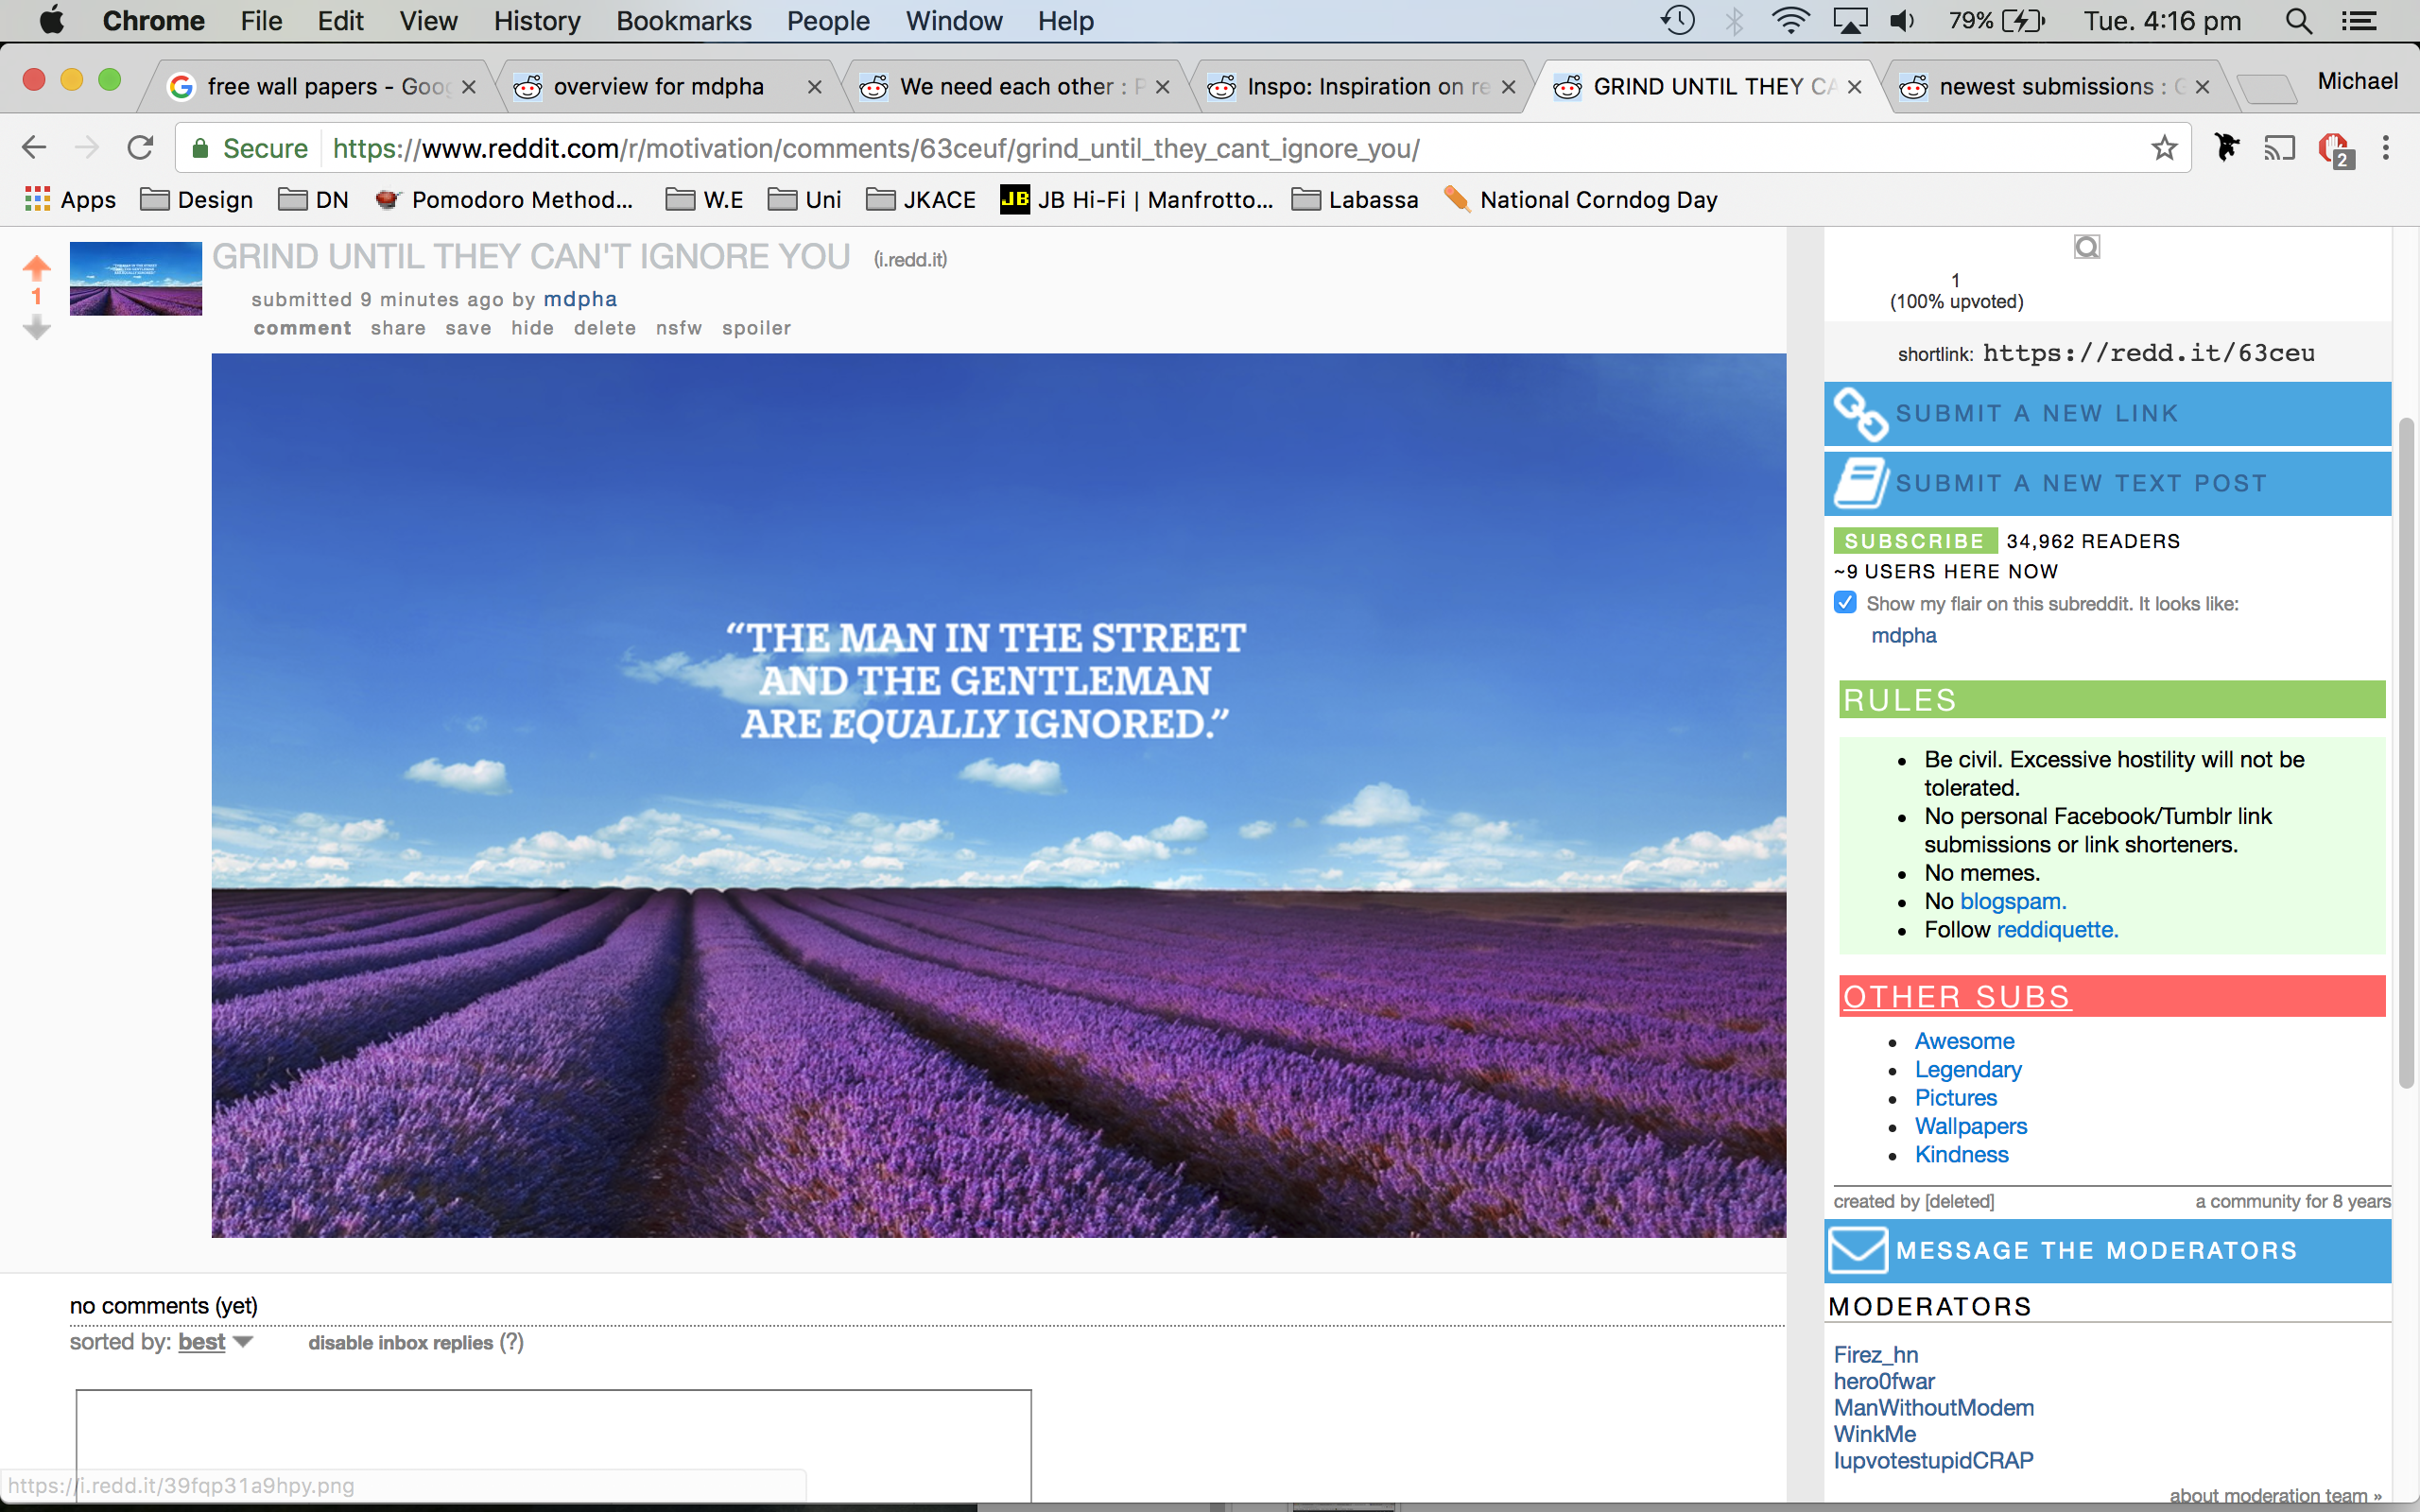 Chrome File Edit View History Bookmarks People Window Help 79% Tue. 4:16 pm
free wall papers - Goog overview for mdpha We need each other : P Inspo: Inspiration on re GRIND UNTIL THEY CA newest submissions : G Michael
Secure https://www.reddit.com/r/motivation/comments/63ceuf/grind_until_they_cant_ignore_you/ 2
Apps Design DN Pomodoro Method... W.E Uni JKACE JB JB Hi-Fi | Manfrotto... Labassa National Corndog Day
GRIND UNTIL THEY CAN'T IGNORE YOU (i.redd.it)
1
submitted 9 minutes ago by mdpha
comment share save hide delete nsfw spoiler
“THE MAN IN THE STREET
AND THE GENTLEMAN
ARE EQUALLY IGNORED.”
no comments (yet)
sorted by: best disable inbox replies (?)
https://i.redd.it/39fqp31a9hpy.png
1
(100% upvoted)
shortlink: https://redd.it/63ceu
SUBMIT A NEW LINK
SUBMIT A NEW TEXT POST
SUBSCRIBE 34,962 READERS
~9 USERS HERE NOW
Show my flair on this subreddit. It looks like:
mdpha
RULES
Be civil. Excessive hostility will not be
tolerated.
No personal Facebook/Tumblr link
submissions or link shorteners.
No memes.
No blogspam.
Follow reddiquette.
OTHER SUBS
Awesome
Legendary
Pictures
Wallpapers
Kindness
created by [deleted] a community for 8 years
MESSAGE THE MODERATORS
MODERATORS
Firez_hn
hero0fwar
ManWithoutModem
WinkMe
IupvotestupidCRAP
about moderation team »